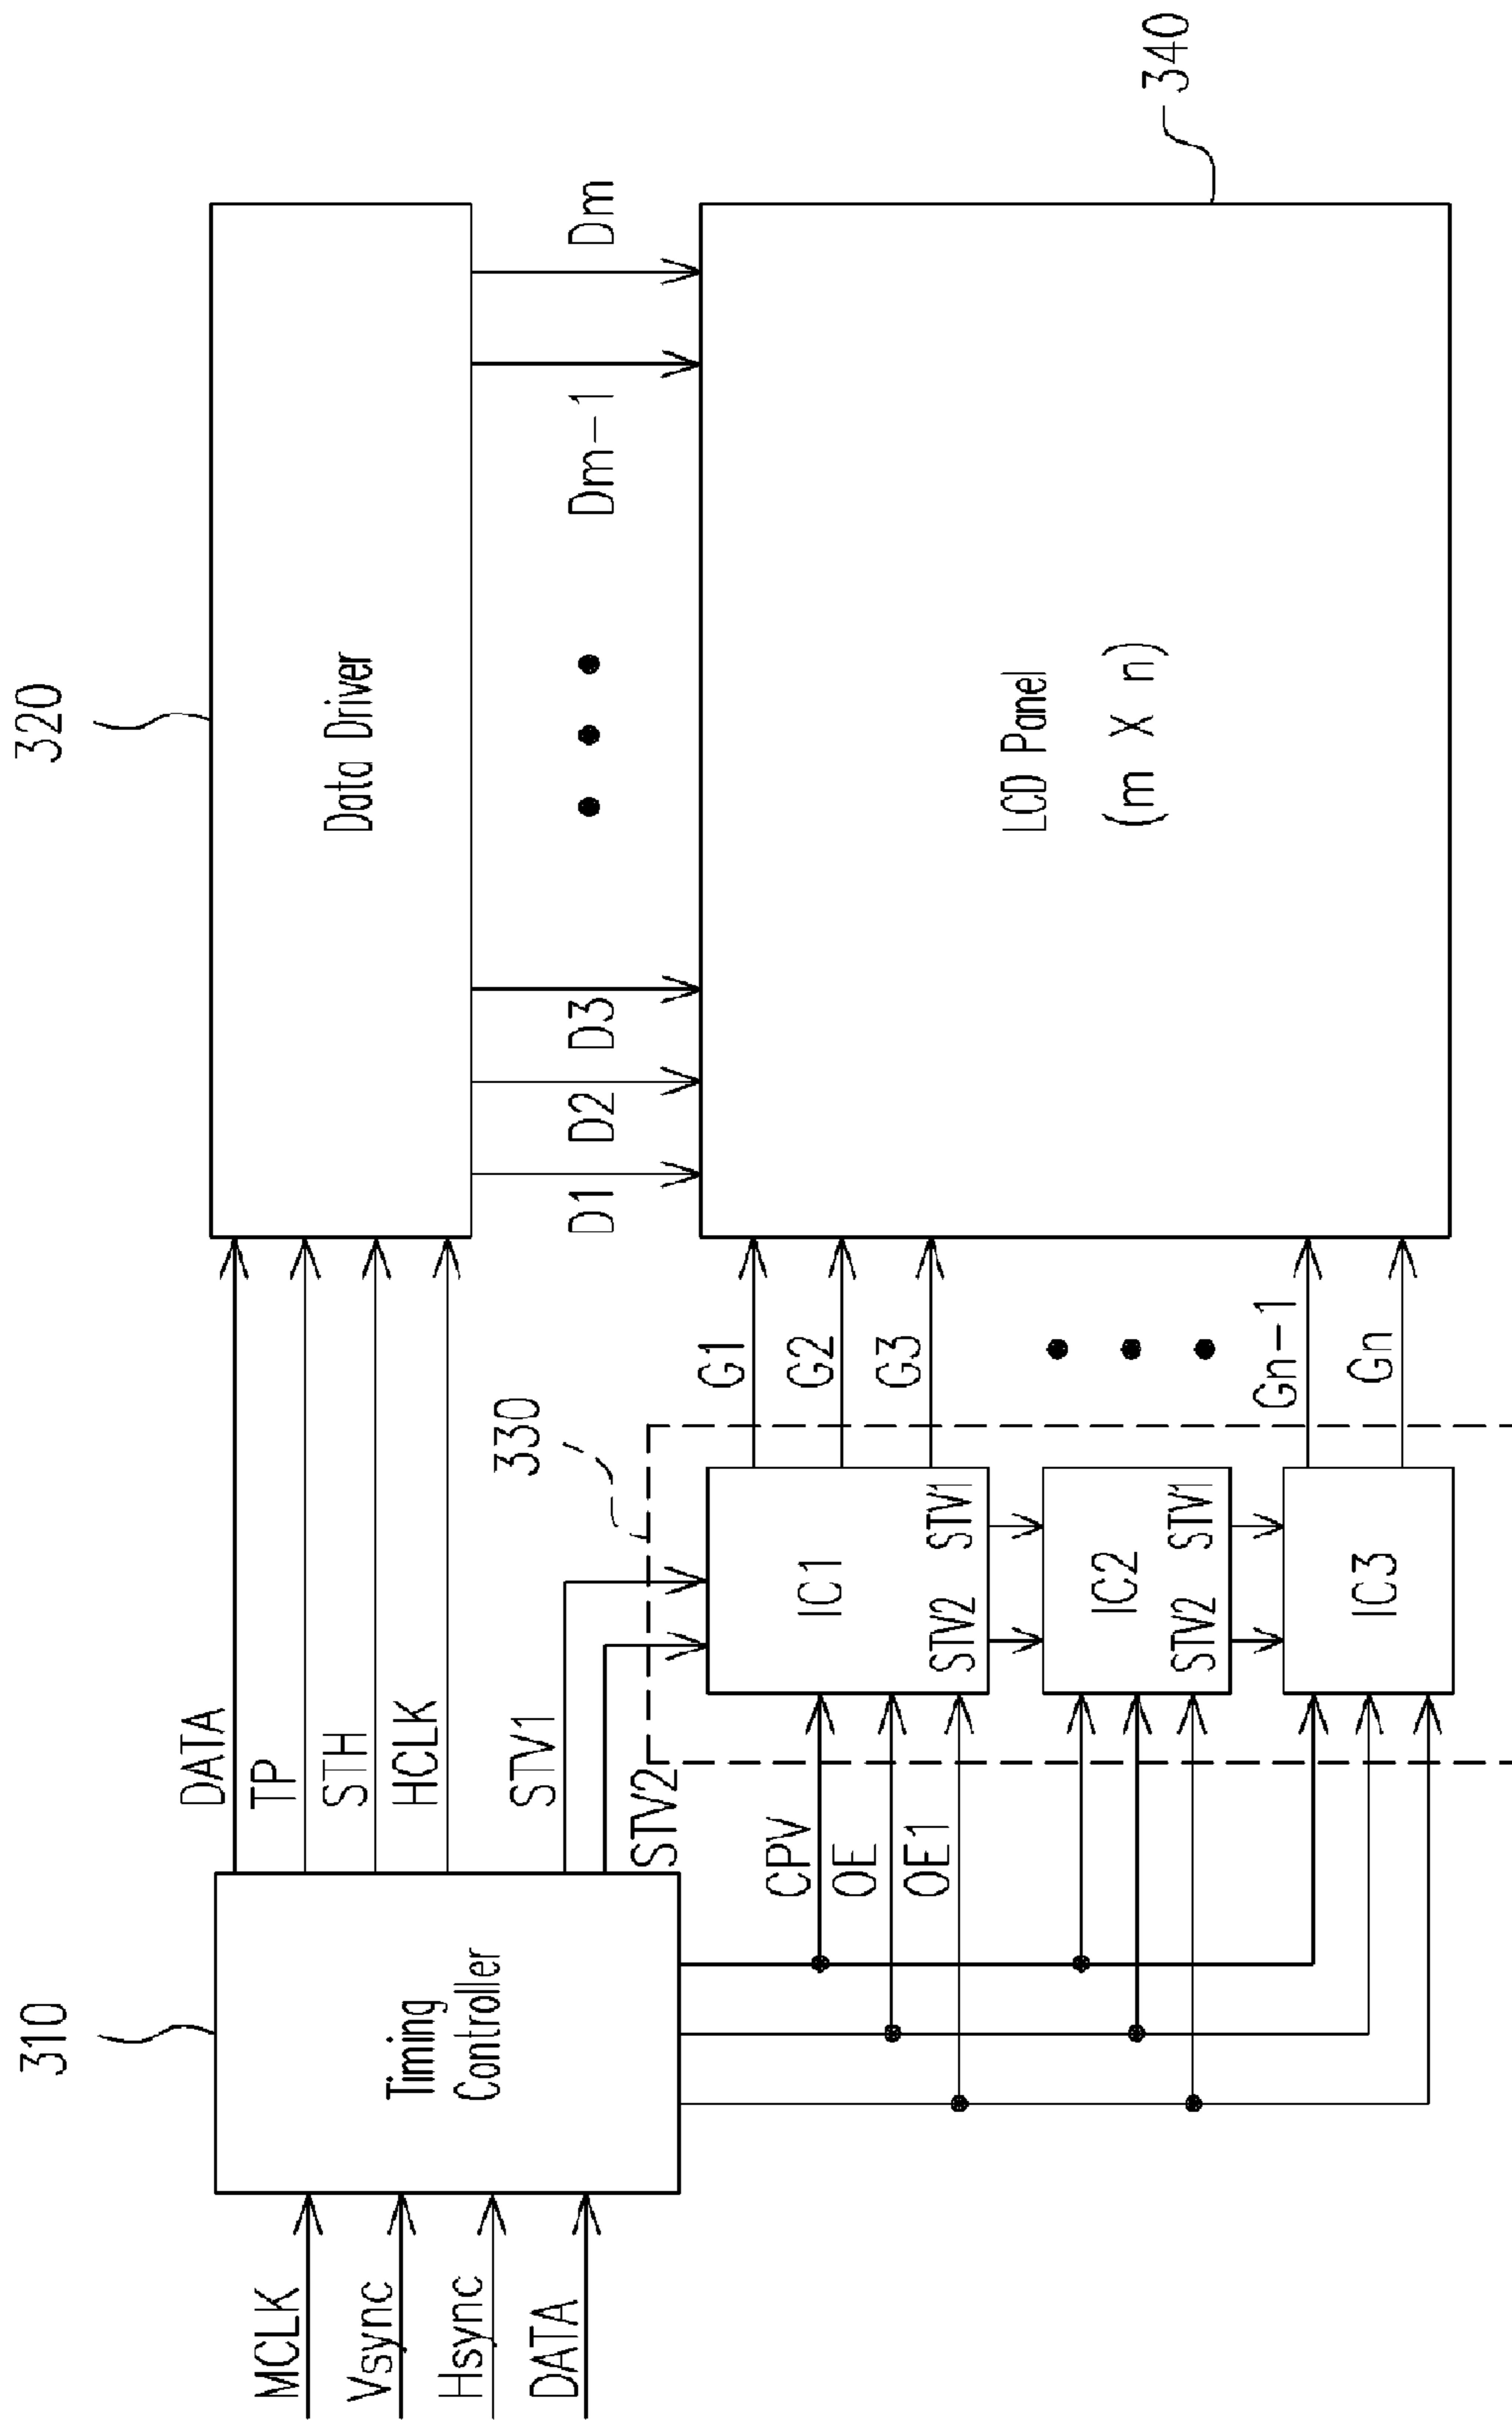 310
320
330
340
MCLK
Vsync
Hsync
DATA
Timing
Controller
DATA
TP
STH
HCLK
STV1
STV2
CPV
OE
OE1
Data Driver
D1
D2
D3
Dm-1
Dm
IC1
STV2
STV1
IC2
STV2
STV1
IC3
G1
G2
G3
Gn-1
Gn
LCD Panel
(m X n)